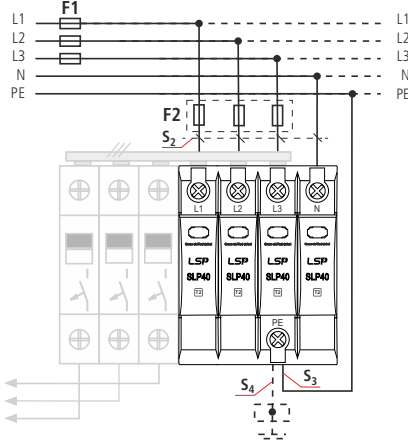 F1
L1 L1
L2 L2
L3 L3
N N
PE PE
F2
S2
L1 L2 L3 N
LSP LSP LSP LSP
SLP40 SLP40 SLP40 SLP40
T2 T2 T2 T2
PE
S4 S3